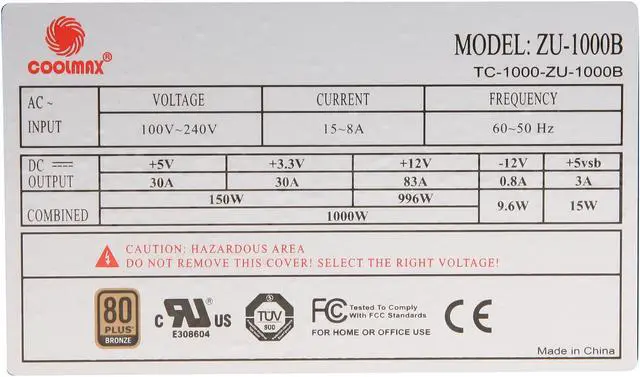 COOLMAX®
MODEL: ZU-1000B
TC-1000-ZU-1000B
AC ~ INPUT VOLTAGE CURRENT FREQUENCY
100V~240V 15~8A 60~50 Hz
DC OUTPUT +5V +3.3V +12V -12V +5vsb
30A 30A 83A 0.8A 3A
COMBINED 150W 996W 9.6W 15W
1000W
CAUTION; HAZARDOUS AREA
DO NOT REMOVE THIS COVER! SELECT THE RIGHT VOLTAGE!
80 PLUS BRONZE
c RU® US
E308604
TÜV SÜD
FC Tested To Comply
With FCC Standards
FOR HOME OR OFFICE USE
CE
Made in China